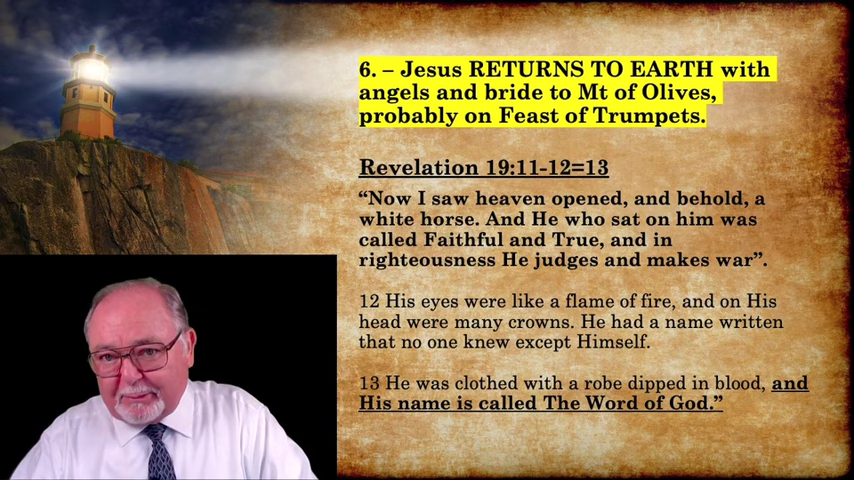 6. – Jesus RETURNS TO EARTH with
angels and bride to Mt of Olives,
probably on Feast of Trumpets.
Revelation 19:11-12=13
“Now I saw heaven opened, and behold, a
white horse. And He who sat on him was
called Faithful and True, and in
righteousness He judges and makes war”.
12 His eyes were like a flame of fire, and on His
head were many crowns. He had a name written
that no one knew except Himself.
13 He was clothed with a robe dipped in blood, and
His name is called The Word of God.”